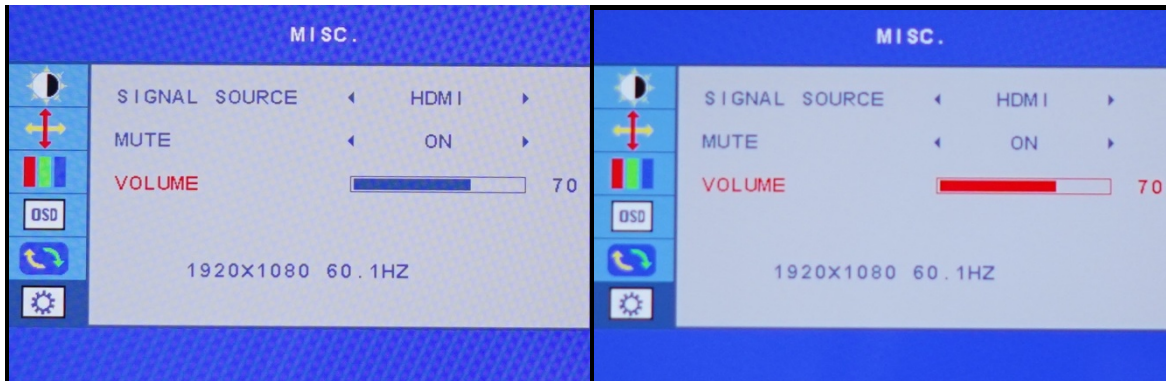 MISC.
SIGNAL SOURCE HDMI
MUTE ON
VOLUME 70
OSD
1920X1080 60.1HZ
MISC.
SIGNAL SOURCE HDMI
MUTE ON
VOLUME 70
OSD
1920X1080 60.1HZ